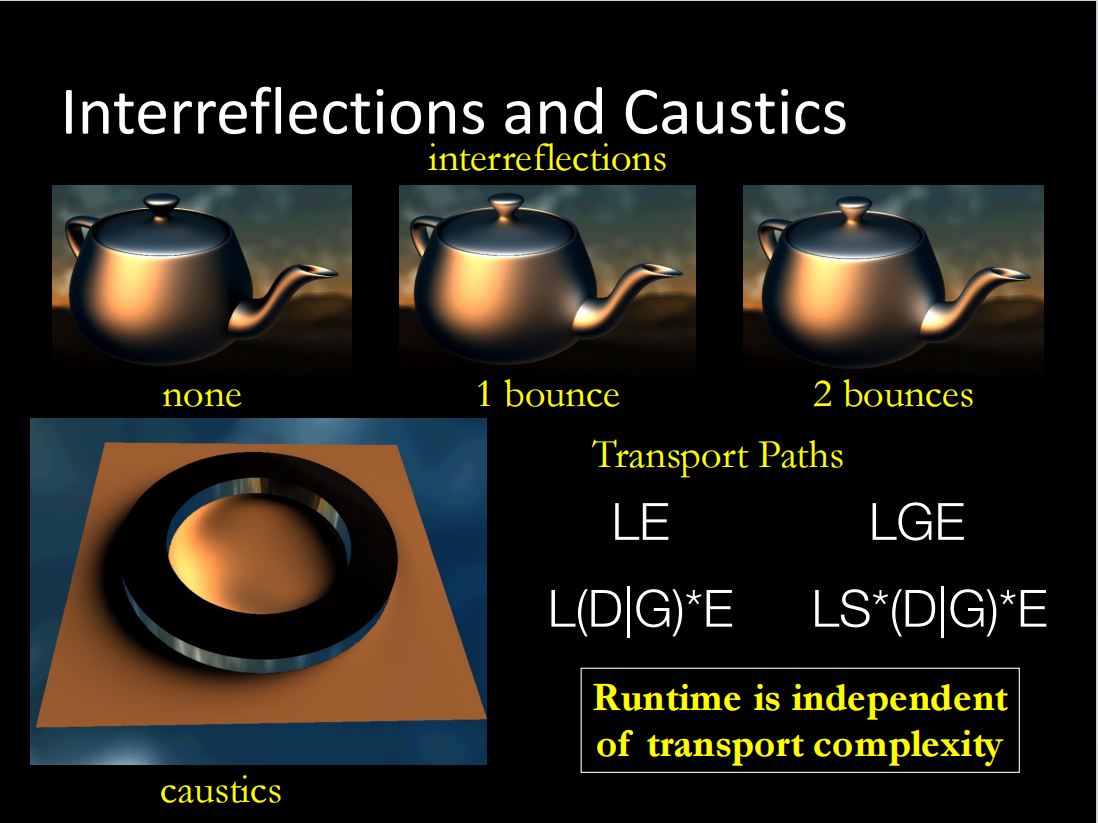 Interreflections and Caustics
interreflections
none
1 bounce
2 bounces
caustics
Transport Paths
LE
LGE
L(D|G)*E
LS*(D|G)*E
Runtime is independent
of transport complexity